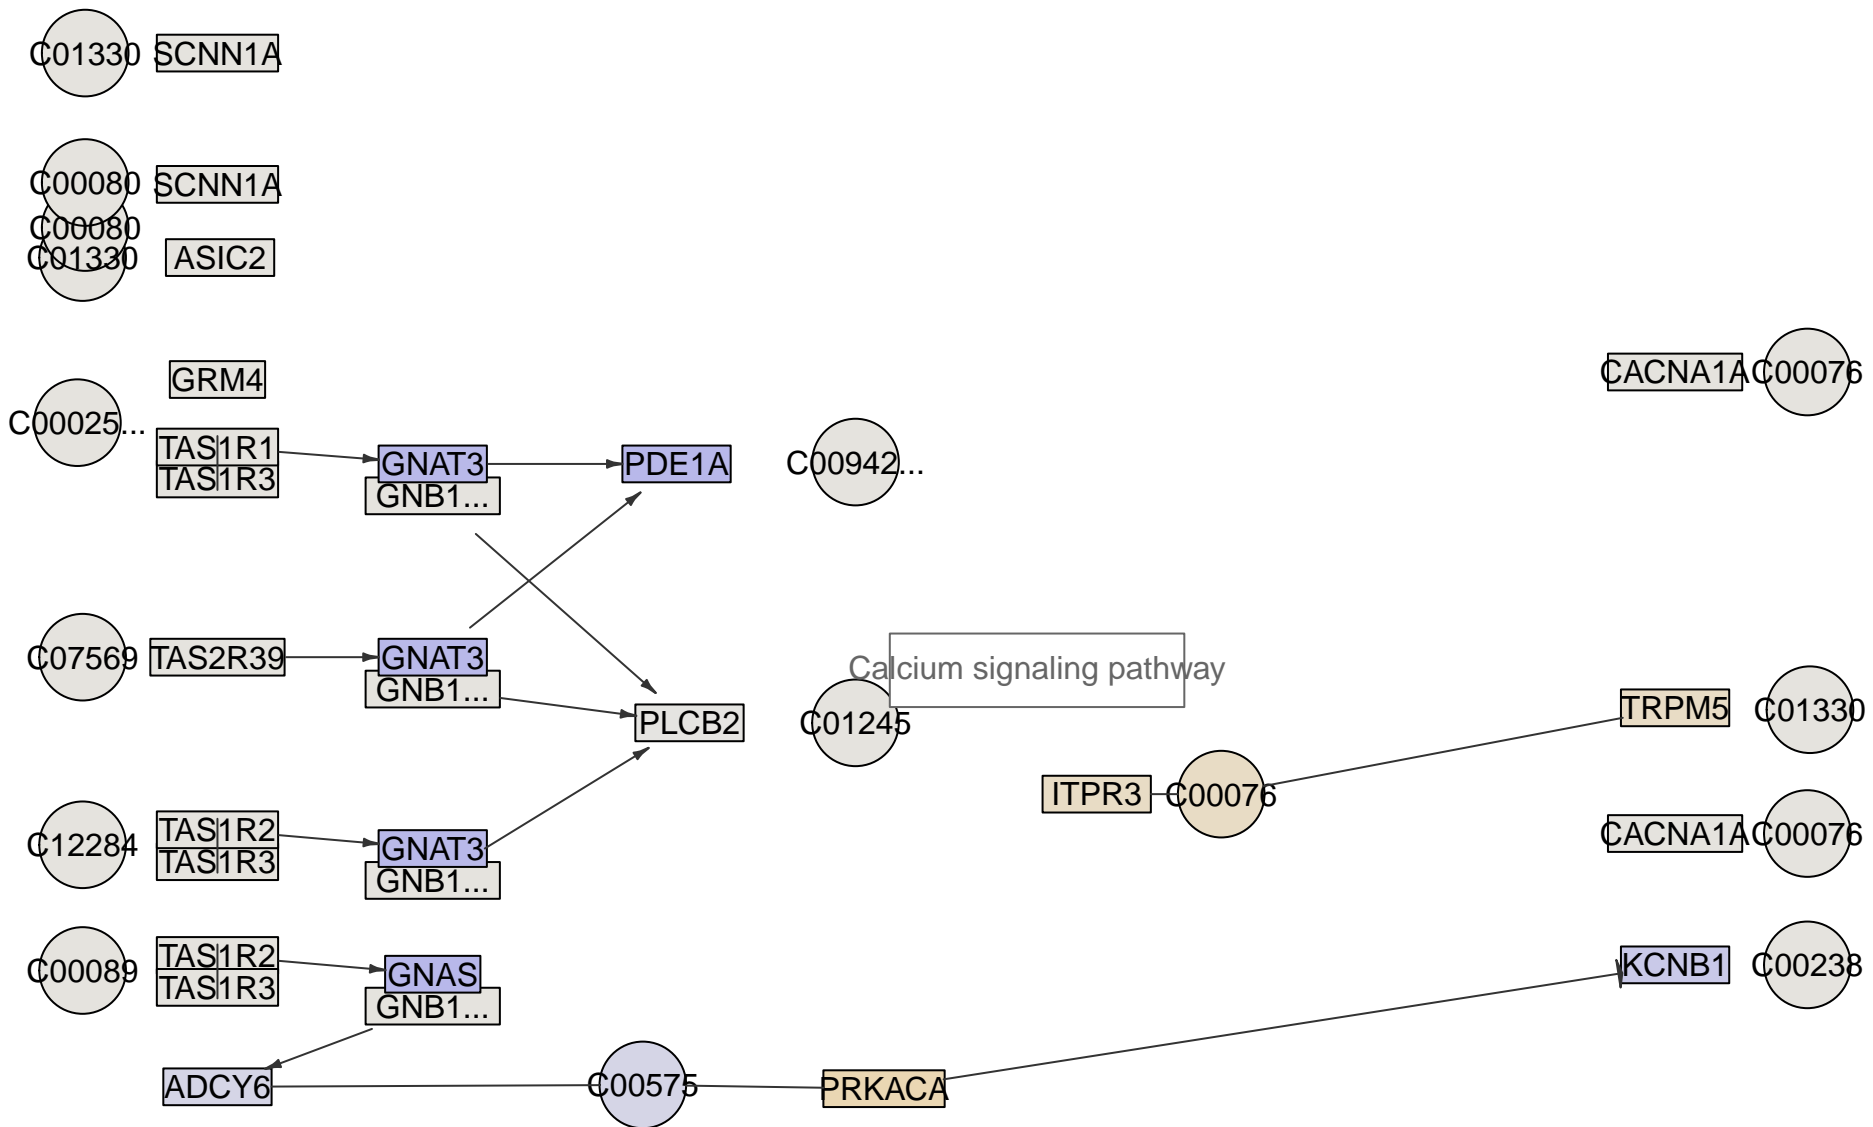 C01330 SCNN1A
C00080 SCNN1A
C00080
C01330 ASIC2
GRM4
CACNA1A C00076
C00025...
TAS1R1
GNAT3 PDE1A C00942...
TAS1R3
GNB1...
C07569 TAS2R39 GNAT3
Calcium signaling pathway
GNB1...
PLCB2 C01245
TRPM5 C01330
ITPR3 C00076
TAS1R2
CACNA1A C00076
C12284 GNAT3
TAS1R3
GNB1...
TAS1R2
KCNB1 C00238
C00089 GNAS
TAS1R3
GNB1...
ADCY6 C00575 PRKACA